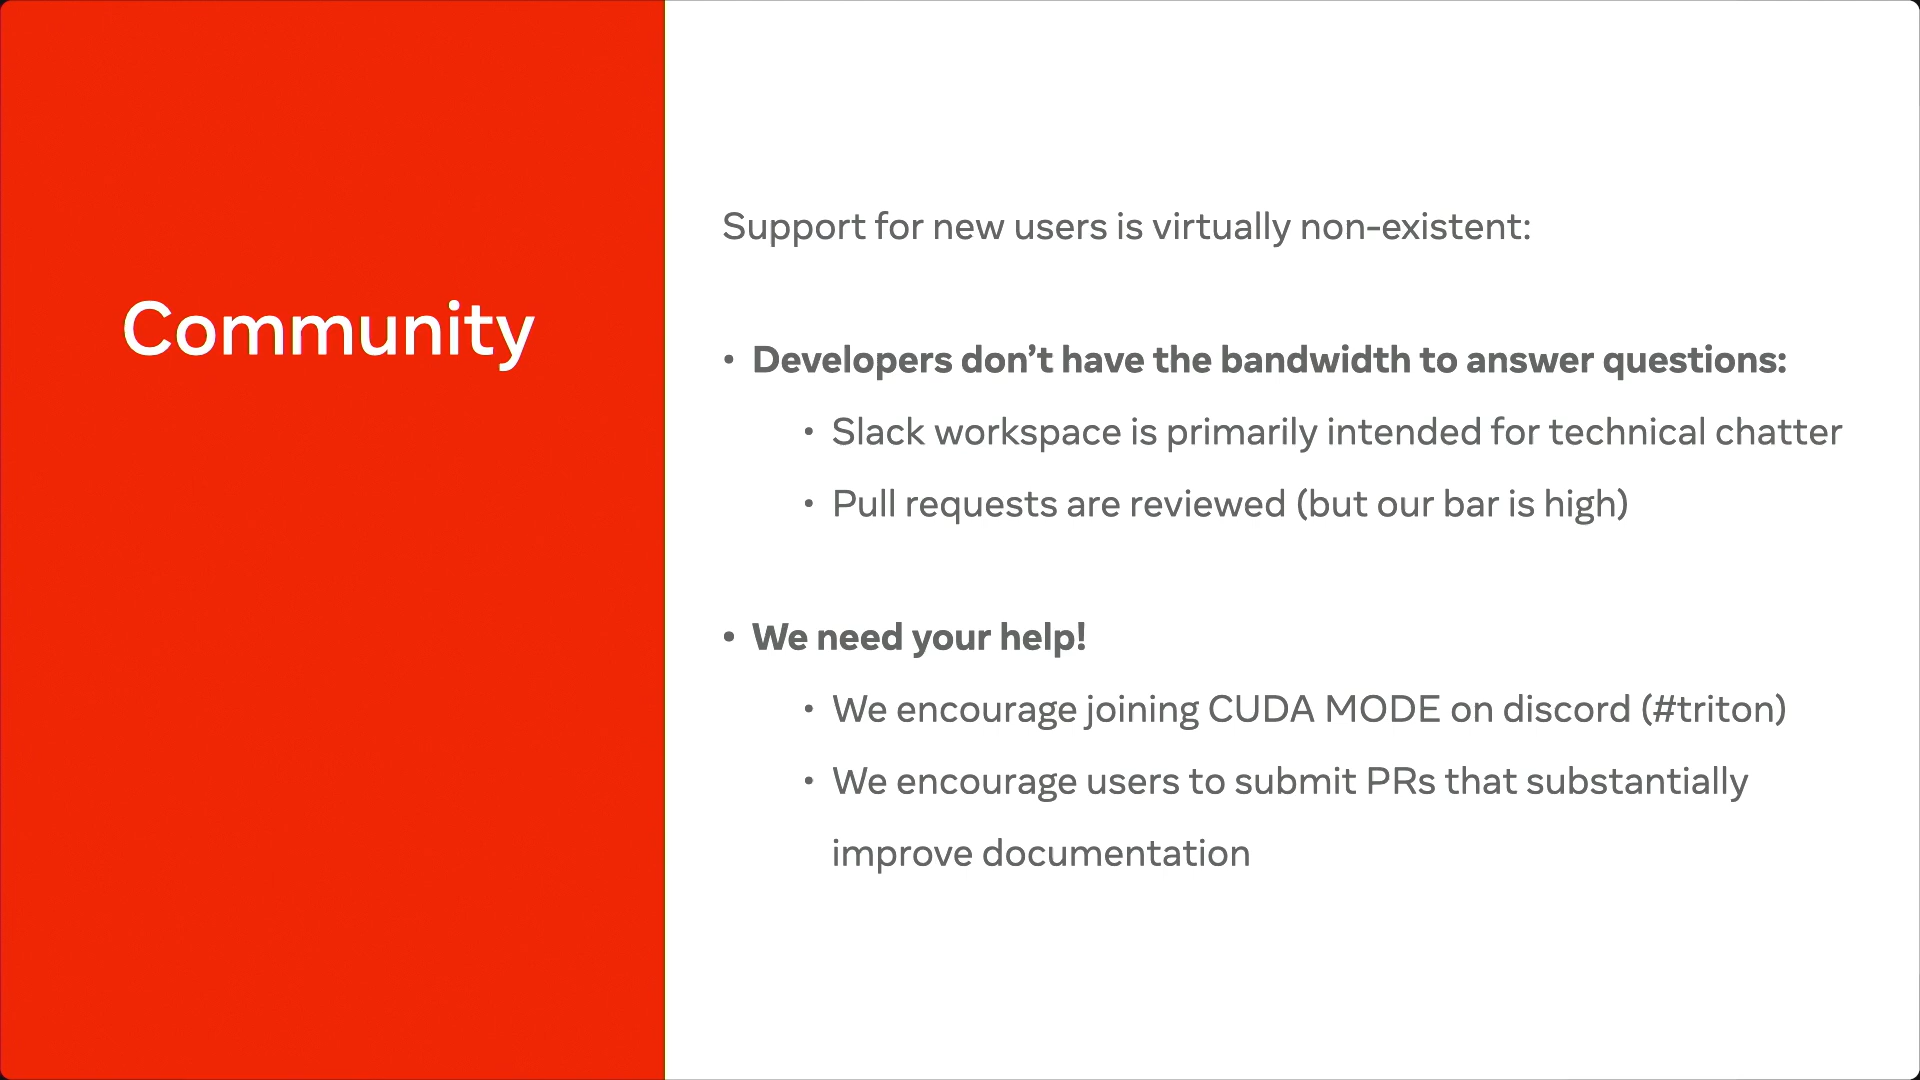 Community
Support for new users is virtually non-existent:
• Developers don’t have the bandwidth to answer questions:
• Slack workspace is primarily intended for technical chatter
• Pull requests are reviewed (but our bar is high)
• We need your help!
• We encourage joining CUDA MODE on discord (#triton)
• We encourage users to submit PRs that substantially
improve documentation